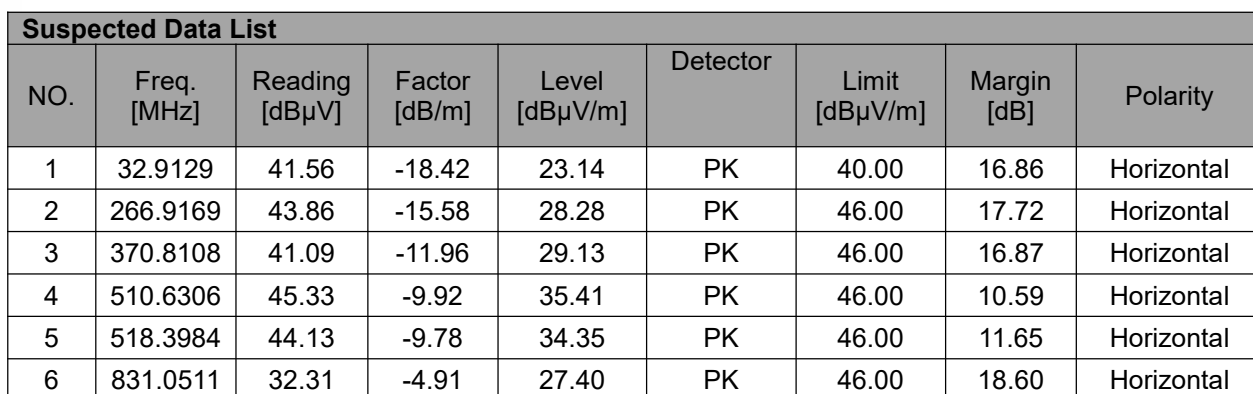 Suspected Data List
NO. Freq. [MHz] Reading [dBµV] Factor [dB/m] Level [dBµV/m] Detector Limit [dBµV/m] Margin [dB] Polarity
1 32.9129 41.56 -18.42 23.14 PK 40.00 16.86 Horizontal
2 266.9169 43.86 -15.58 28.28 PK 46.00 17.72 Horizontal
3 370.8108 41.09 -11.96 29.13 PK 46.00 16.87 Horizontal
4 510.6306 45.33 -9.92 35.41 PK 46.00 10.59 Horizontal
5 518.3984 44.13 -9.78 34.35 PK 46.00 11.65 Horizontal
6 831.0511 32.31 -4.91 27.40 PK 46.00 18.60 Horizontal